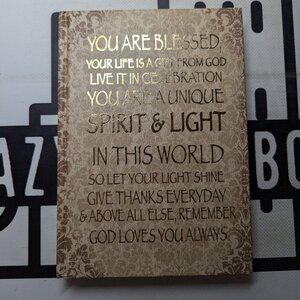 YOU ARE BLESSED,
YOUR LIFE IS A GIFT FROM GOD
LIVE IT IN CELEBRATION
YOU ARE A UNIQUE
SPIRIT & LIGHT
IN THIS WORLD
SO LET YOUR LIGHT SHINE
GIVE THANKS EVERYDAY
& ABOVE ALL ELSE, REMEMBER
GOD LOVES YOU ALWAYS